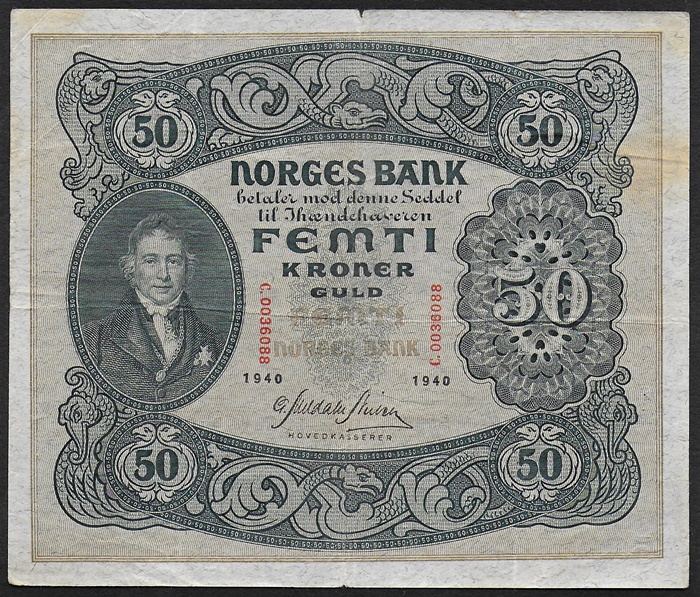 50 50
NORGES BANK
betaler mod denne Seddel
til Ihændehaveren
FEMTI
KRONER
GULD
50
C.0036088 C.0036088
FEMTI
NORGES BANK
1940 1940
HOVEDKASSERER
50 50